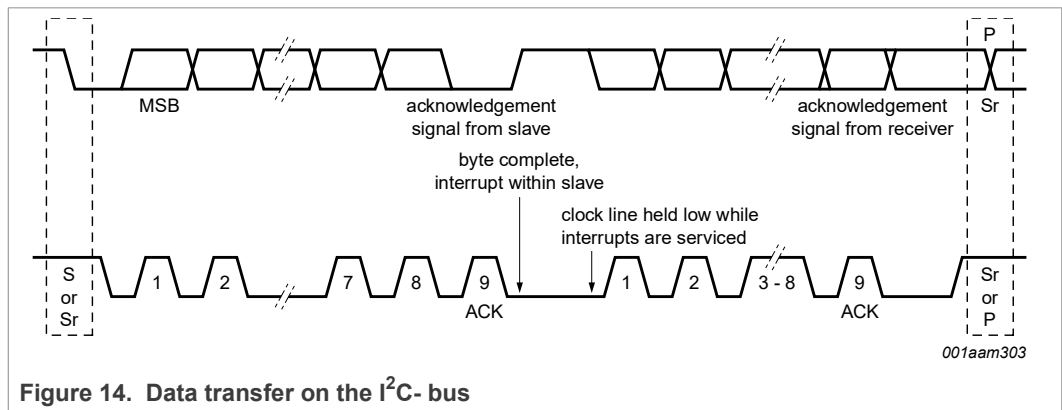 P
MSB
acknowledgement
signal from slave
acknowledgement
signal from receiver
Sr
byte complete,
interrupt within slave
clock line held low while
interrupts are serviced
S
or
Sr
1
2
7
8
9
ACK
1
2
3 - 8
9
ACK
Sr
or
P
001aam303
Figure 14. Data transfer on the I²C- bus